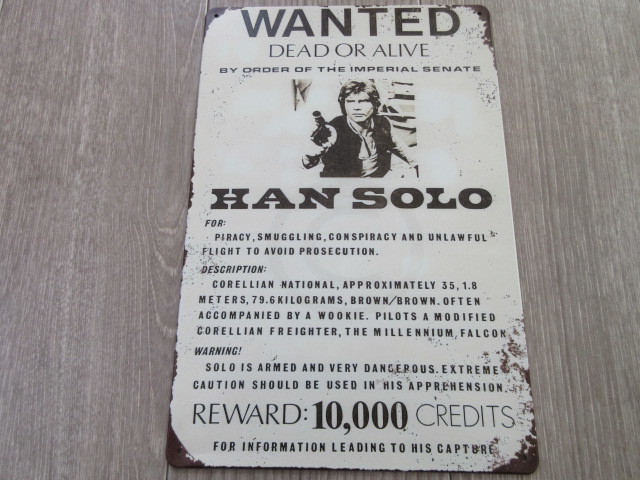 WANTED
DEAD OR ALIVE
BY ORDER OF THE IMPERIAL SENATE
HAN SOLO
FOR:
PIRACY, SMUGGLING, CONSPIRACY AND UNLAWFUL
FLIGHT TO AVOID PROSECUTION.
DESCRIPTION:
CORELLIAN NATIONAL, APPROXIMATELY 35, 1.8
METERS, 79.6 KILOGRAMS, BROWN/BROWN. OFTEN
ACCOMPANIED BY A WOOKIE. PILOTS A MODIFIED
CORELLIAN FREIGHTER, THE MILLENNIUM, FALCON
WARNING!
SOLO IS ARMED AND VERY DANGEROUS. EXTREME
CAUTION SHOULD BE USED IN HIS APPREHENSION.
REWARD: 10,000 CREDITS
FOR INFORMATION LEADING TO HIS CAPTURE